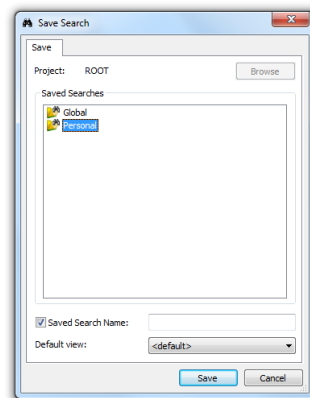 Save Search
Save
Project: ROOT Browse
Saved Searches
Global
Personal
Saved Search Name:
Default view: <default>
Save Cancel